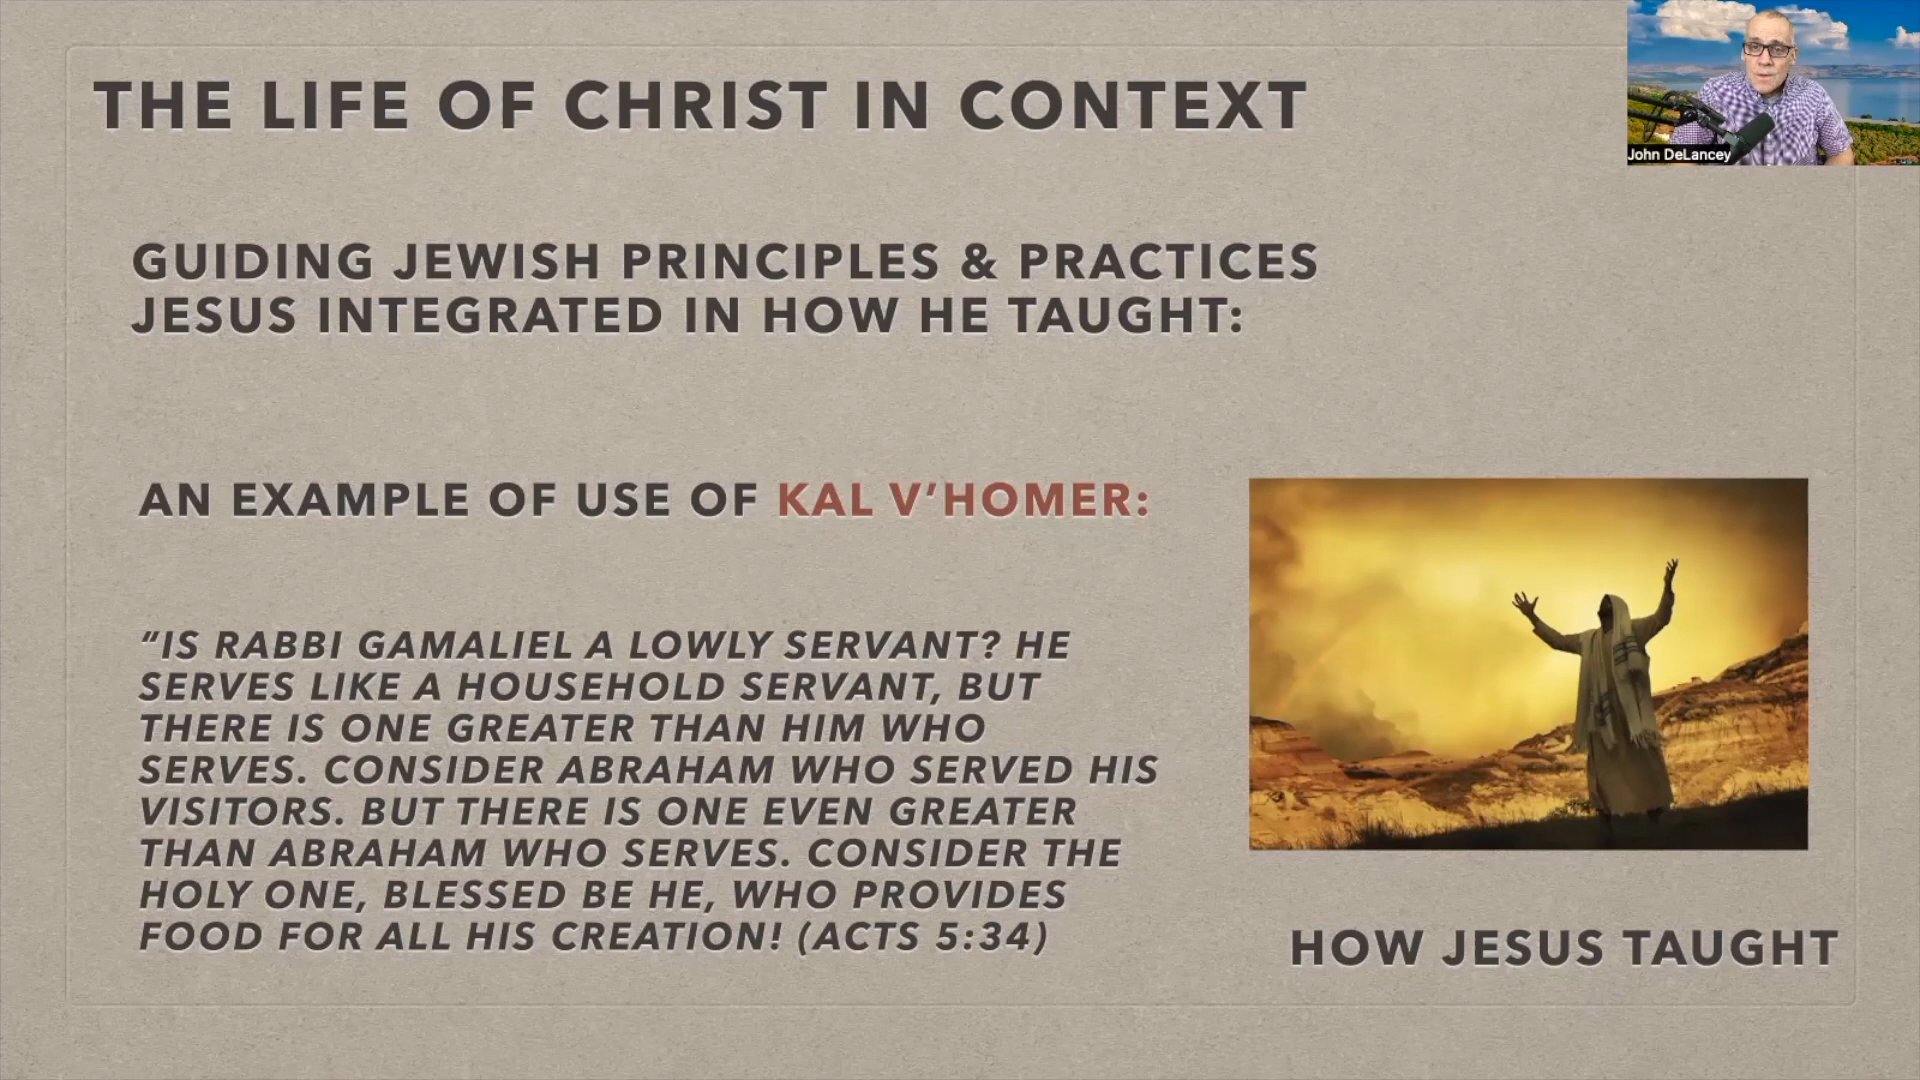 THE LIFE OF CHRIST IN CONTEXT
John DeLancey
GUIDING JEWISH PRINCIPLES & PRACTICES
JESUS INTEGRATED IN HOW HE TAUGHT:
AN EXAMPLE OF USE OF KAL V’HOMER:
“IS RABBI GAMALIEL A LOWLY SERVANT? HE
SERVES LIKE A HOUSEHOLD SERVANT, BUT
THERE IS ONE GREATER THAN HIM WHO
SERVES. CONSIDER ABRAHAM WHO SERVED HIS
VISITORS. BUT THERE IS ONE EVEN GREATER
THAN ABRAHAM WHO SERVES. CONSIDER THE
HOLY ONE, BLESSED BE HE, WHO PROVIDES
FOOD FOR ALL HIS CREATION! (ACTS 5:34)
HOW JESUS TAUGHT